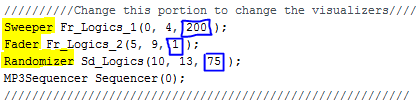 //////////Change this portion to change the visualizers////
Sweeper Fr_Logics_1(0, 4, 200 );
Fader Fr_Logics_2(5, 9, 1 );
Randomizer Sd_Logics(10, 13, 75 );
MP3Sequencer Sequencer(0);
///////////////////////////////////////////////////////////